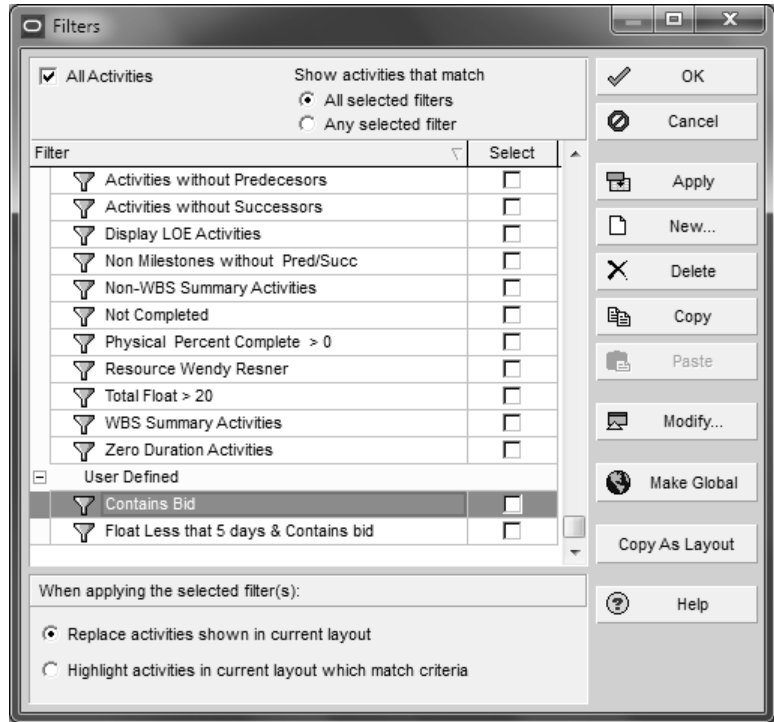 Filters
All Activities
Show activities that match
All selected filters
Any selected filter
Filter Select
Activities without Predecesors
Activities without Successors
Display LOE Activities
Non Milestones without Pred/Succ
Non-WBS Summary Activities
Not Completed
Physical Percent Complete > 0
Resource Wendy Resner
Total Float > 20
WBS Summary Activities
Zero Duration Activities
User Defined
Contains Bid
Float Less that 5 days & Contains bid
When applying the selected filter(s):
Replace activities shown in current layout
Highlight activities in current layout which match criteria
OK
Cancel
Apply
New...
Delete
Copy
Paste
Modify...
Make Global
Copy As Layout
Help